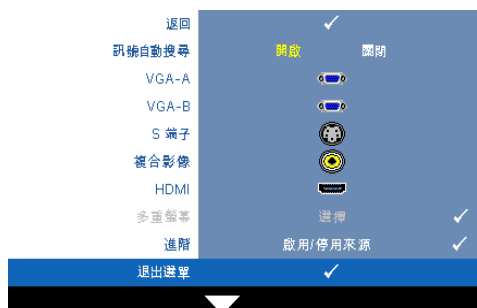 返回
訊號自動搜尋 開啟 關閉
VGA-A
VGA-B
S 端子
複合影像
HDMI
多重螢幕 選擇
進階 啟用/停用來源
退出選單